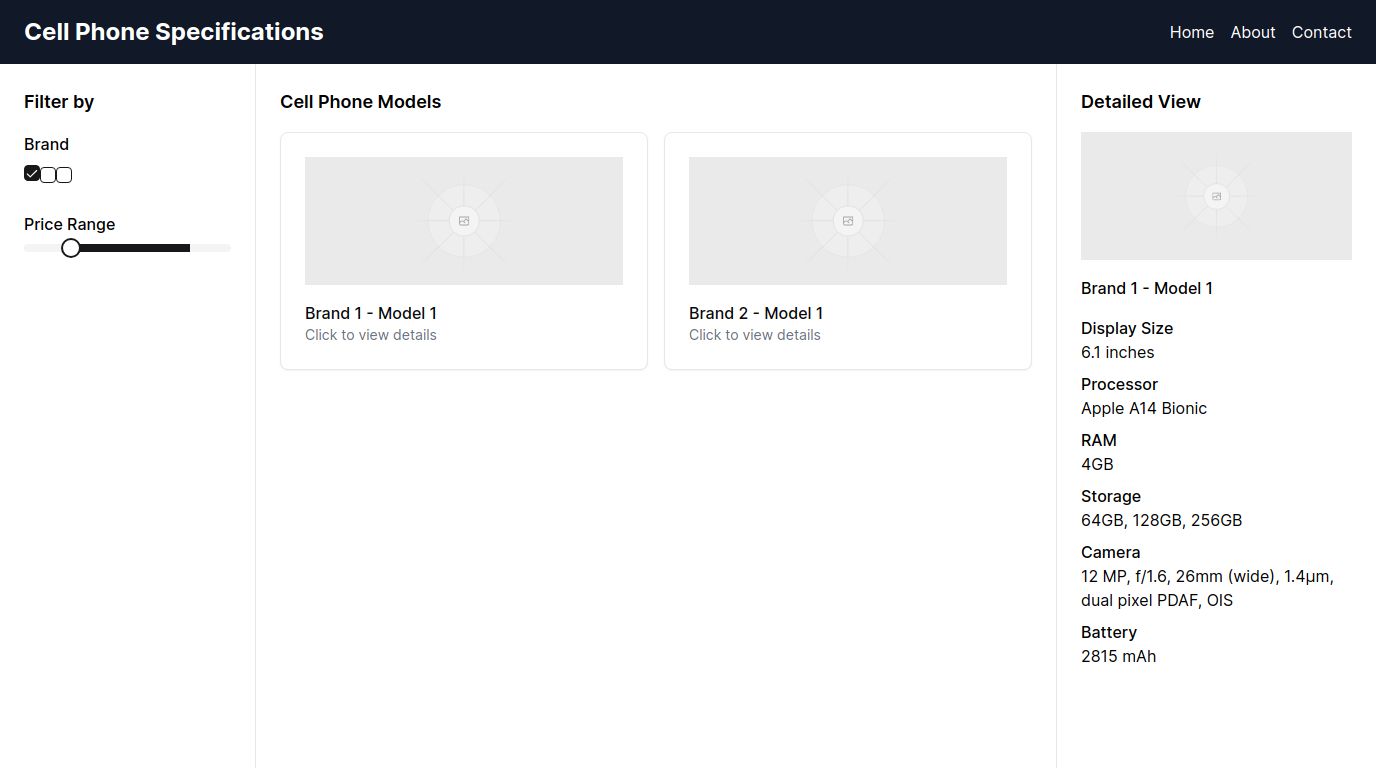 Cell Phone Specifications
Home About Contact
Filter by
Brand
Price Range
Cell Phone Models
Brand 1 - Model 1
Click to view details
Brand 2 - Model 1
Click to view details
Detailed View
Brand 1 - Model 1
Display Size
6.1 inches
Processor
Apple A14 Bionic
RAM
4GB
Storage
64GB, 128GB, 256GB
Camera
12 MP, f/1.6, 26mm (wide), 1.4µm,
dual pixel PDAF, OIS
Battery
2815 mAh